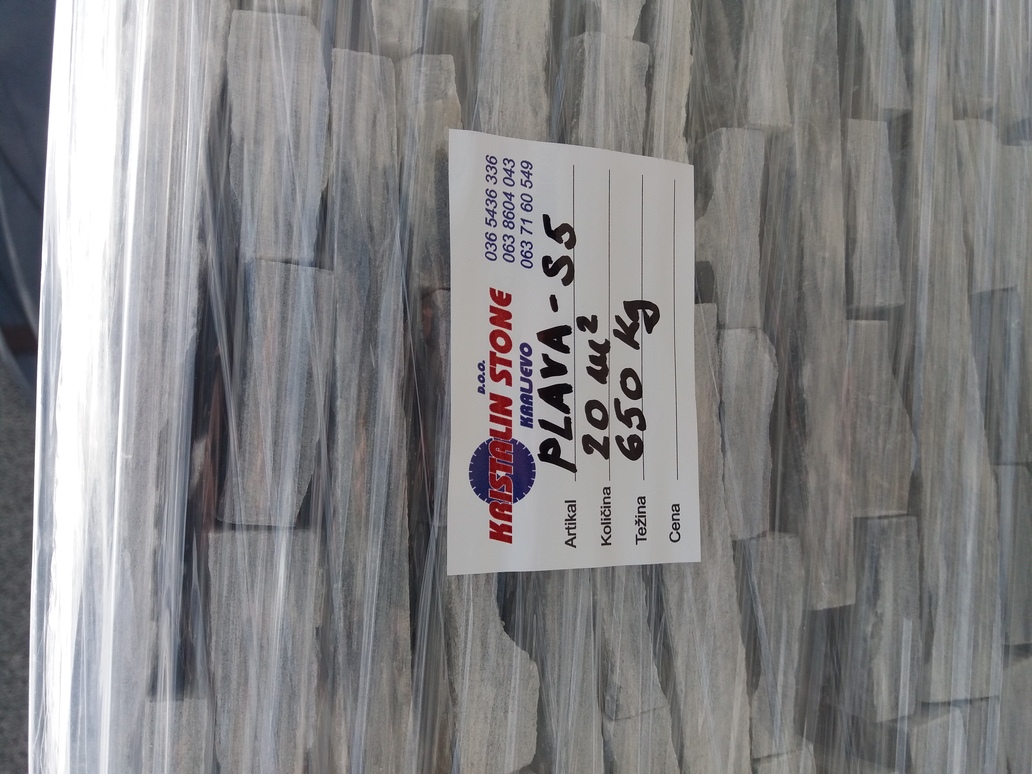 KRISTALIN STONE
D.O.O.
KRALJEVO
036 5436 336
063 8604 043
063 71 60 549
Artikal PLAVA - S5
Količina 20 m²
Težina 650 Kg
Cena